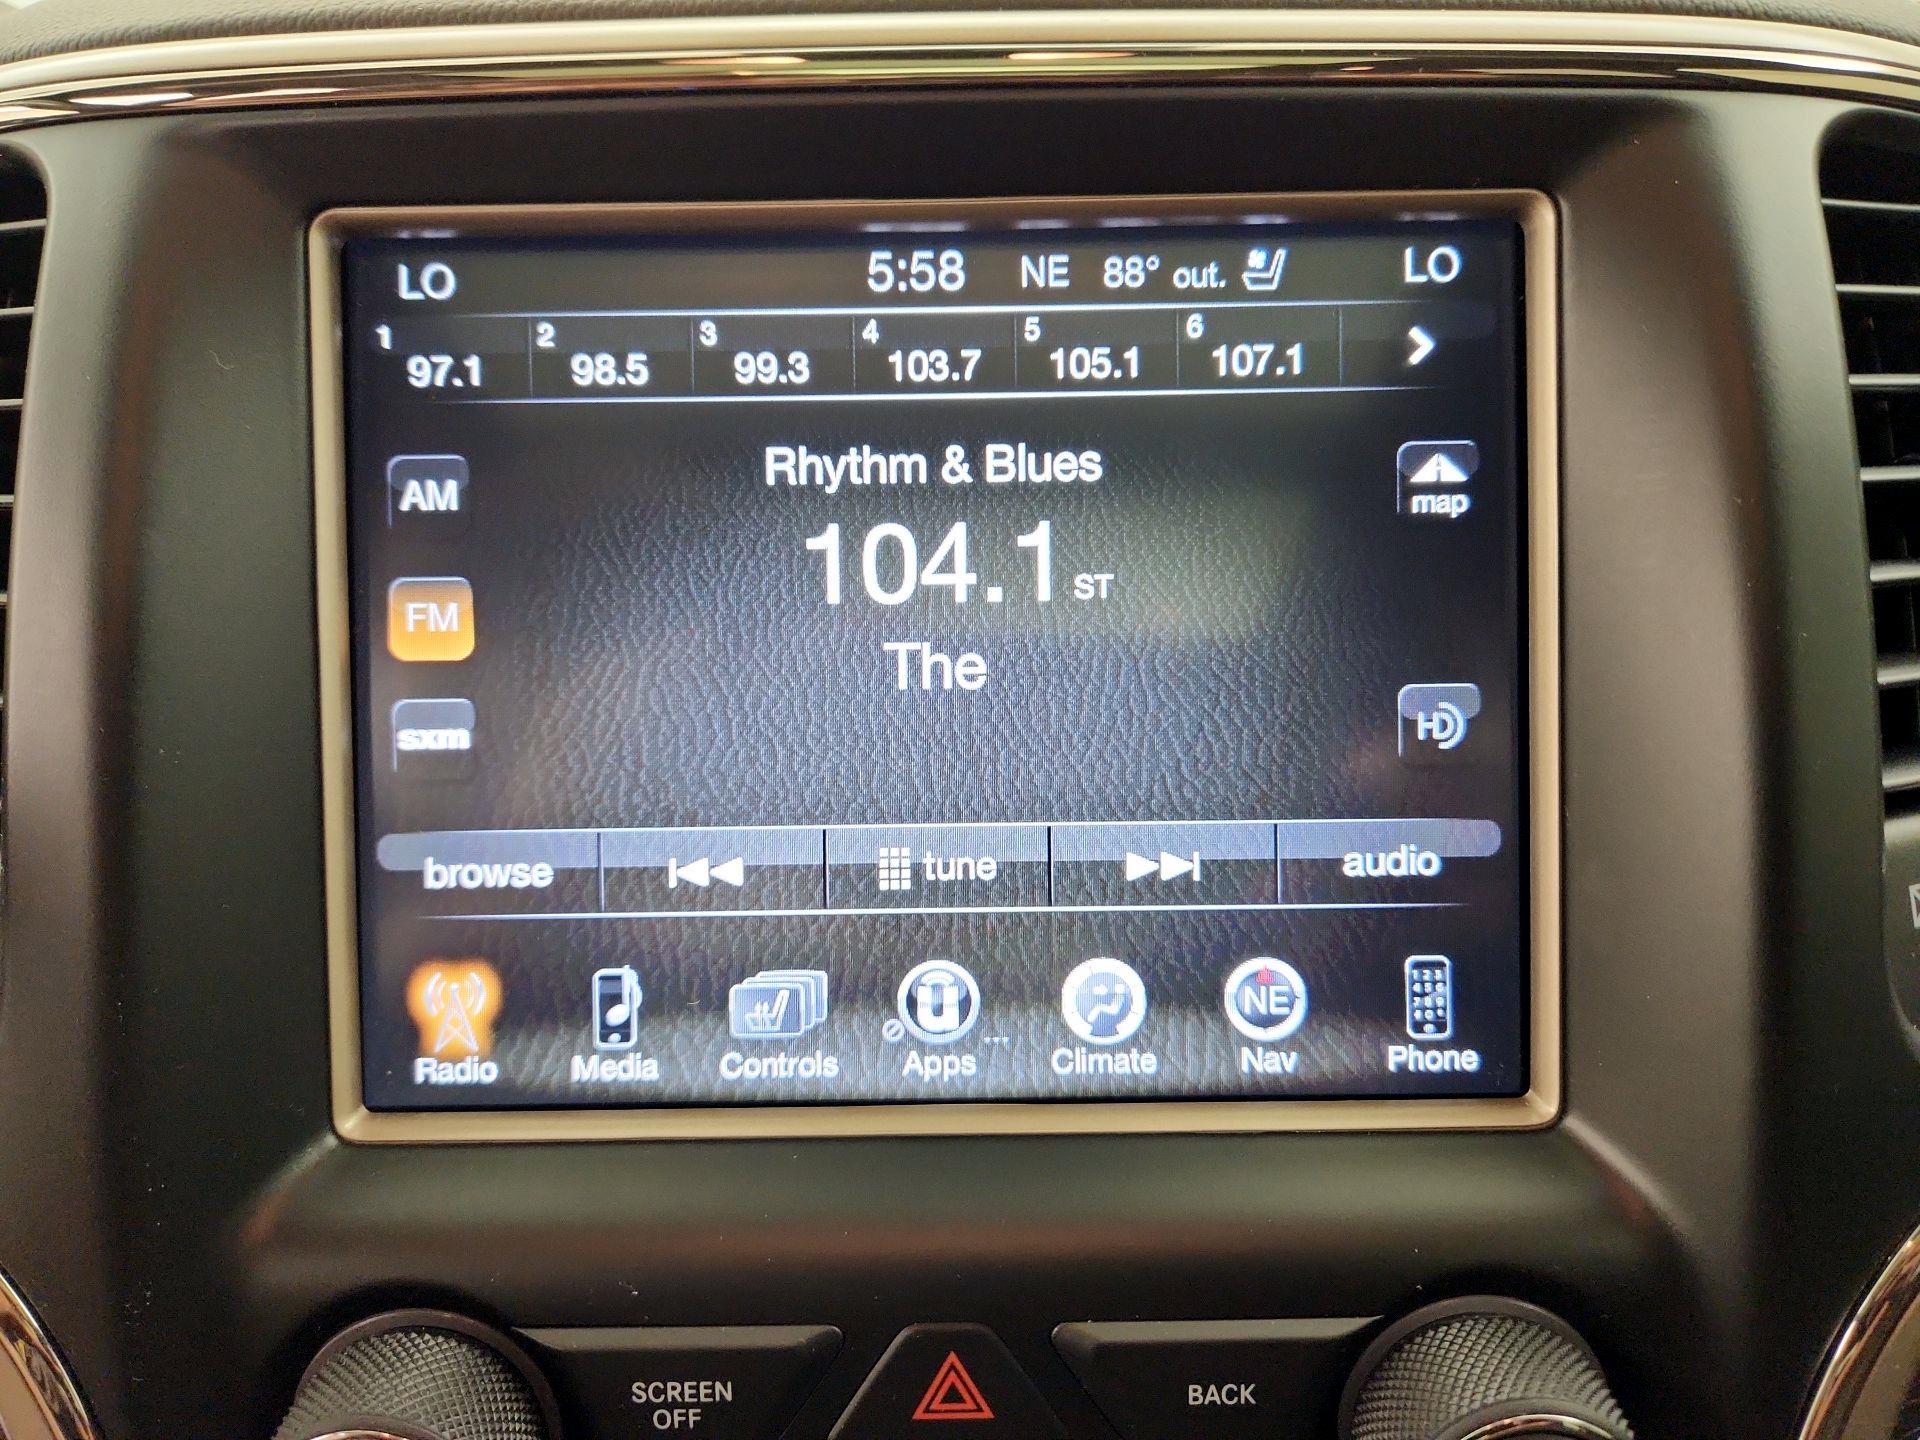 LO 5:58 NE 88° out. LO
1 97.1 2 98.5 3 99.3 4 103.7 5 105.1 6 107.1
Rhythm & Blues
AM
map
104.1 ST
FM
The
sxm
HD
browse tune audio
NE
Radio Media Controls Apps ... Climate Nav Phone
SCREEN
OFF
BACK